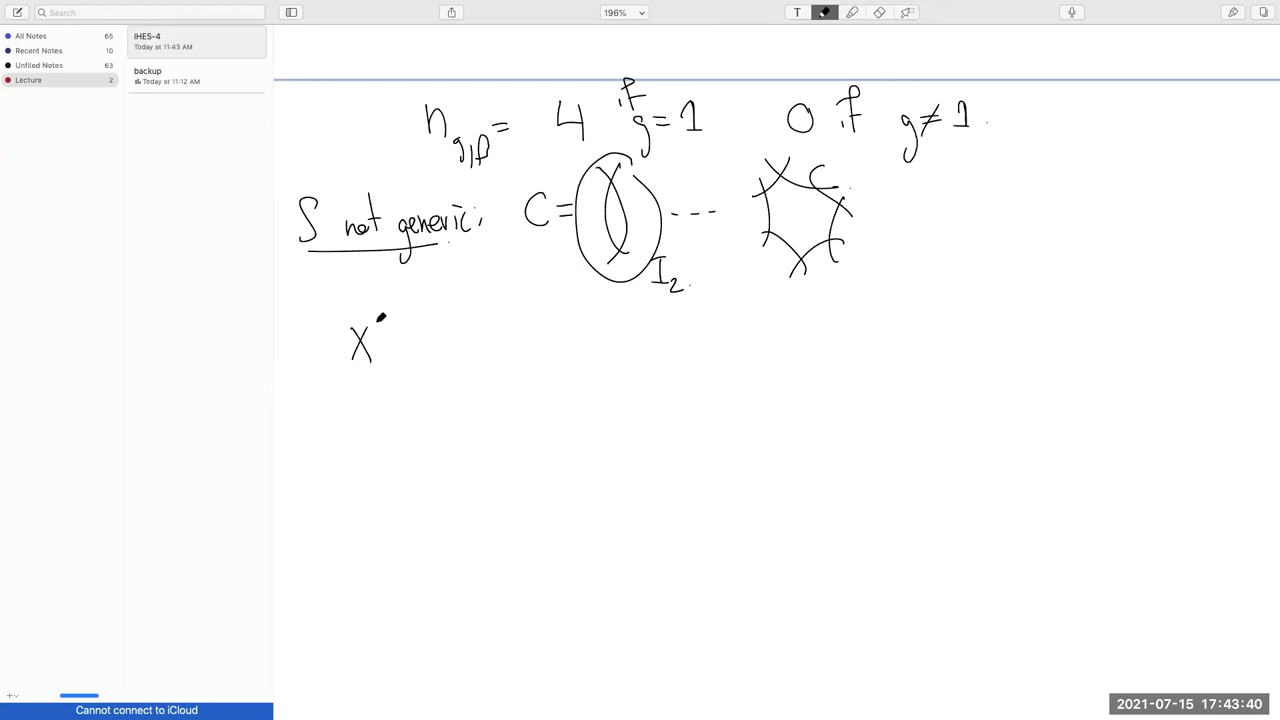 Search
196%
T
All Notes 65
Recent Notes 10
Unfiled Notes 63
Lecture 2
IHES-4
Today at 11:43 AM
backup
Today at 11:12 AM
n_{g,β} = 4 if g=1 0 if g≠1.
S not generic: C = I_2 --- C
X
Cannot connect to iCloud
2021-07-15 17:43:40